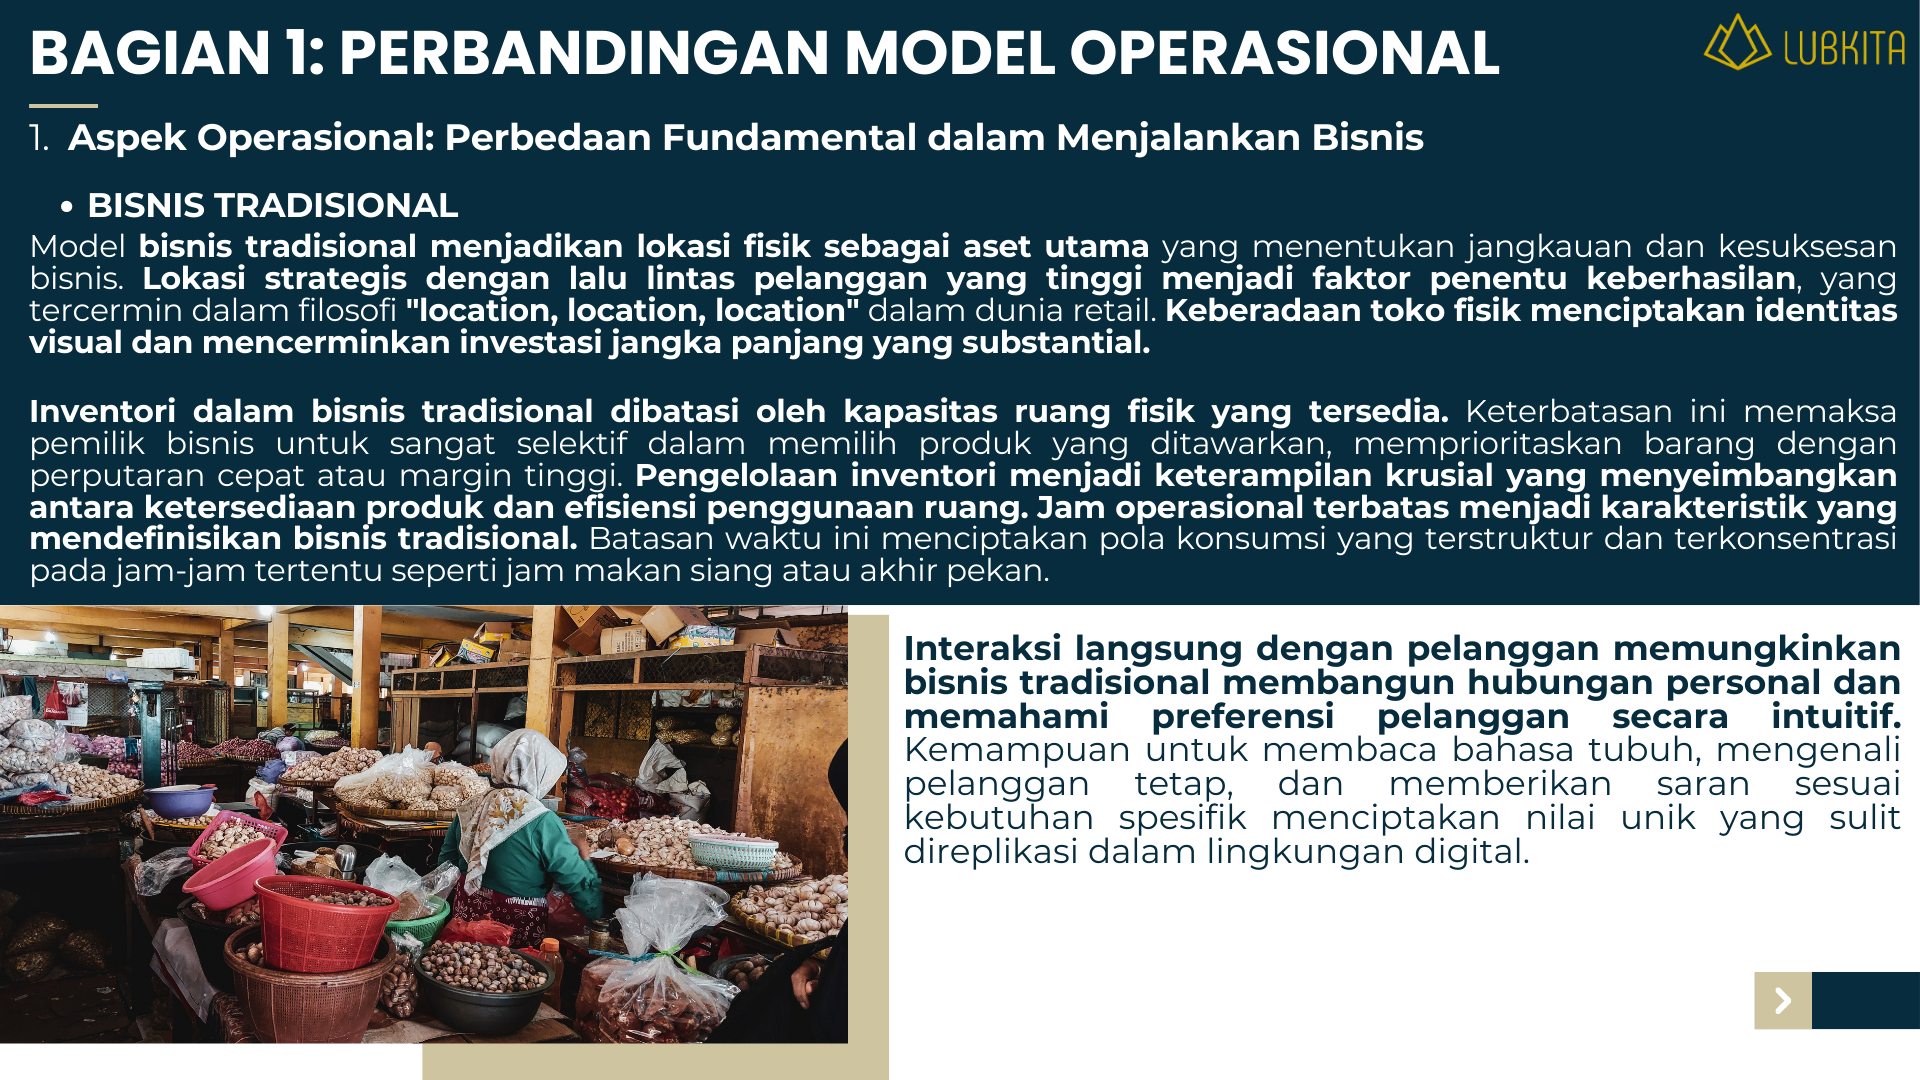 BAGIAN 1: PERBANDINGAN MODEL OPERASIONAL
LUBKITA
1. Aspek Operasional: Perbedaan Fundamental dalam Menjalankan Bisnis
• BISNIS TRADISIONAL
Model bisnis tradisional menjadikan lokasi fisik sebagai aset utama yang menentukan jangkauan dan kesuksesan
bisnis. Lokasi strategis dengan lalu lintas pelanggan yang tinggi menjadi faktor penentu keberhasilan, yang
tercermin dalam filosofi "location, location, location" dalam dunia retail. Keberadaan toko fisik menciptakan identitas
visual dan mencerminkan investasi jangka panjang yang substantial.
Inventori dalam bisnis tradisional dibatasi oleh kapasitas ruang fisik yang tersedia. Keterbatasan ini memaksa
pemilik bisnis untuk sangat selektif dalam memilih produk yang ditawarkan, memprioritaskan barang dengan
perputaran cepat atau margin tinggi. Pengelolaan inventori menjadi keterampilan krusial yang menyeimbangkan
antara ketersediaan produk dan efisiensi penggunaan ruang. Jam operasional terbatas menjadi karakteristik yang
mendefinisikan bisnis tradisional. Batasan waktu ini menciptakan pola konsumsi yang terstruktur dan terkonsentrasi
pada jam-jam tertentu seperti jam makan siang atau akhir pekan.
Interaksi langsung dengan pelanggan memungkinkan
bisnis tradisional membangun hubungan personal dan
memahami preferensi pelanggan secara intuitif.
Kemampuan untuk membaca bahasa tubuh, mengenali
pelanggan tetap, dan memberikan saran sesuai
kebutuhan spesifik menciptakan nilai unik yang sulit
direplikasi dalam lingkungan digital.